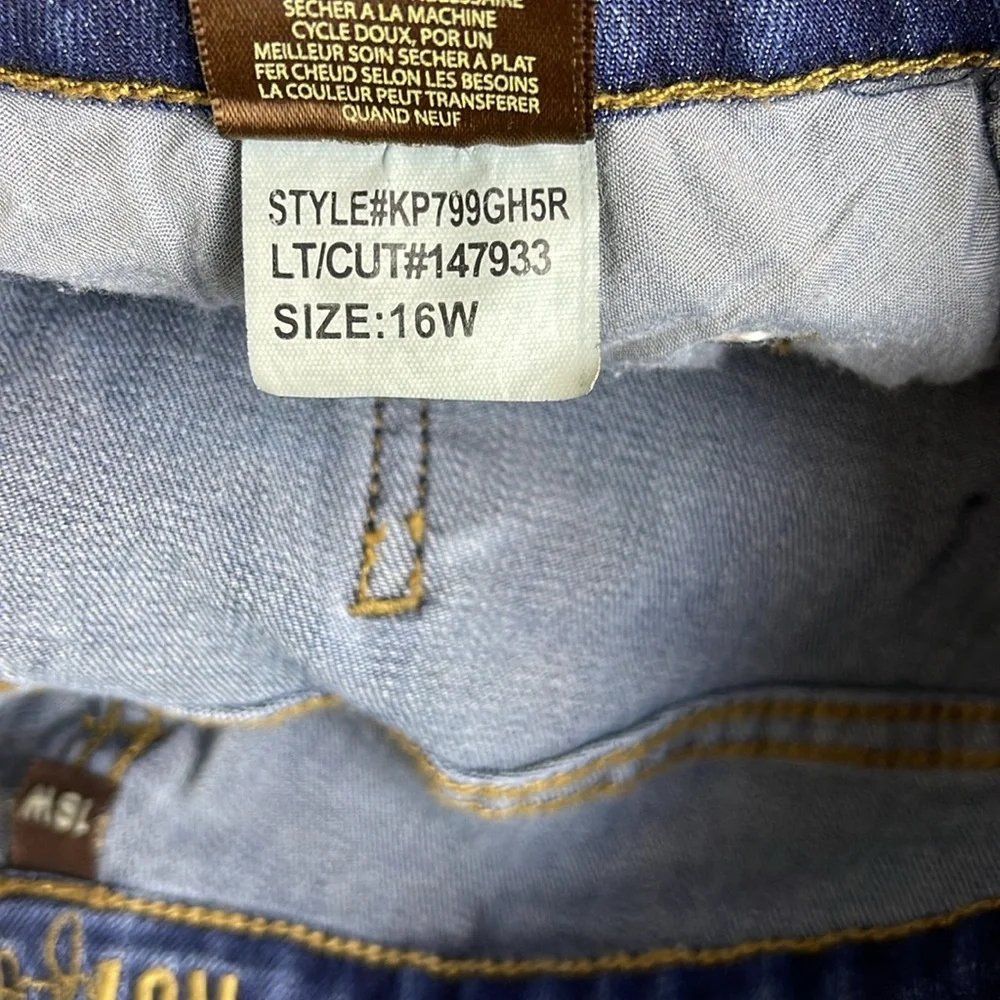 SECHER A LA MACHINE
CYCLE DOUX, POR UN
MEILLEUR SOIN SECHER A PLAT
FER CHEUD SELON LES BESOINS
LA COULEUR PEUT TRANSFERER
QUAND NEUF
STYLE#KP799GH5R
LT/CUT#147933
SIZE:16W
16W